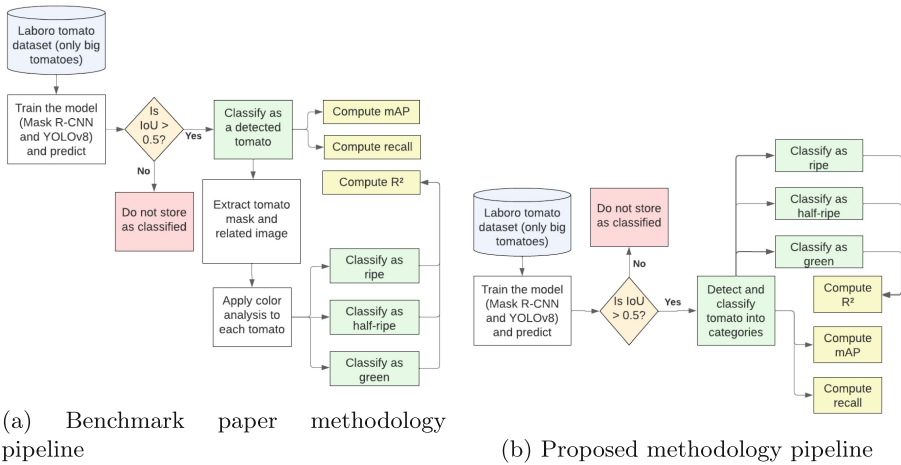 Laboro tomato
dataset (only big
tomatoes)
Train the model
(Mask R-CNN
and YOLOv8)
and predict
Is
IoU >
0.5?
Yes
No
Do not store
as classified
Classify as
a detected
tomato
Compute mAP
Compute recall
Compute R²
Extract tomato
mask and
related image
Apply color
analysis to
each tomato
Classify as
ripe
Classify as
half-ripe
Classify as
green
(a) Benchmark paper methodology
pipeline
Laboro tomato
dataset (only big
tomatoes)
Train the model
(Mask R-CNN
and YOLOv8)
and predict
Is IoU
> 0.5?
No
Do not store
as classified
Yes
Detect and
classify
tomato into
categories
Classify as
ripe
Classify as
half-ripe
Classify as
green
Compute
R²
Compute
mAP
Compute
recall
(b) Proposed methodology pipeline